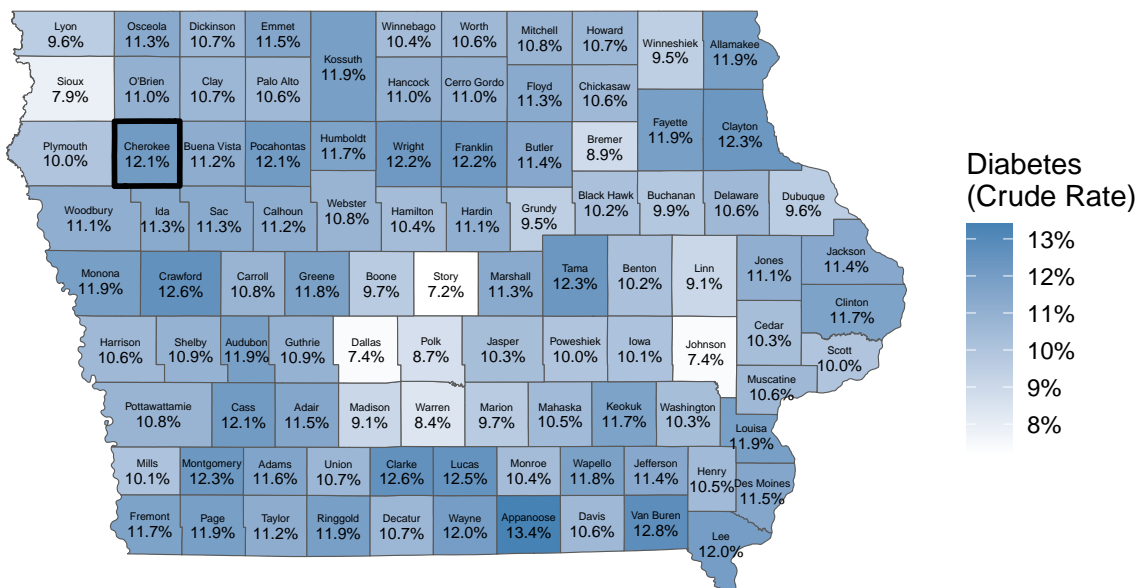 Lyon Osceola Dickinson Emmet Winnebago Worth Mitchell Howard Winneshiek Allamakee
9.6% 11.3% 10.7% 11.5% 10.4% 10.6% 10.8% 10.7% 9.5% 11.9%
Kossuth
11.9%
Sioux O'Brien Clay Palo Alto Hancock Cerro Gordo Floyd Chickasaw
7.9% 11.0% 10.7% 10.6% 11.0% 11.0% 11.3% 10.6%
Fayette Clayton
11.9% 12.3%
Plymouth Cherokee Buena Vista Pocahontas Humboldt Wright Franklin Butler Bremer
10.0% 12.1% 11.2% 12.1% 11.7% 12.2% 12.2% 11.4% 8.9%
Woodbury Ida Sac Calhoun Webster Hamilton Hardin Grundy Black Hawk Buchanan Delaware Dubuque
11.1% 11.3% 11.3% 11.2% 10.8% 10.4% 11.1% 9.5% 10.2% 9.9% 10.6% 9.6%
Monona Crawford Carroll Greene Boone Story Marshall Tama Benton Linn Jones Jackson
11.9% 12.6% 10.8% 11.8% 9.7% 7.2% 11.3% 12.3% 10.2% 9.1% 11.1% 11.4%
Clinton
11.7%
Harrison Shelby Audubon Guthrie Dallas Polk Jasper Poweshiek Iowa Johnson Cedar Scott
10.6% 10.9% 11.9% 10.9% 7.4% 8.7% 10.3% 10.0% 10.1% 7.4% 10.3% 10.0%
Muscatine
10.6%
Pottawattamie Cass Adair Madison Warren Marion Mahaska Keokuk Washington Louisa
10.8% 12.1% 11.5% 9.1% 8.4% 9.7% 10.5% 11.7% 10.3% 11.9%
Mills Montgomery Adams Union Clarke Lucas Monroe Wapello Jefferson Henry Des Moines
10.1% 12.3% 11.6% 10.7% 12.6% 12.5% 10.4% 11.8% 11.4% 10.5% 11.5%
Fremont Page Taylor Ringgold Decatur Wayne Appanoose Davis Van Buren Lee
11.7% 11.9% 11.2% 11.9% 10.7% 12.0% 13.4% 10.6% 12.8% 12.0%
Diabetes
(Crude Rate)
13%
12%
11%
10%
9%
8%